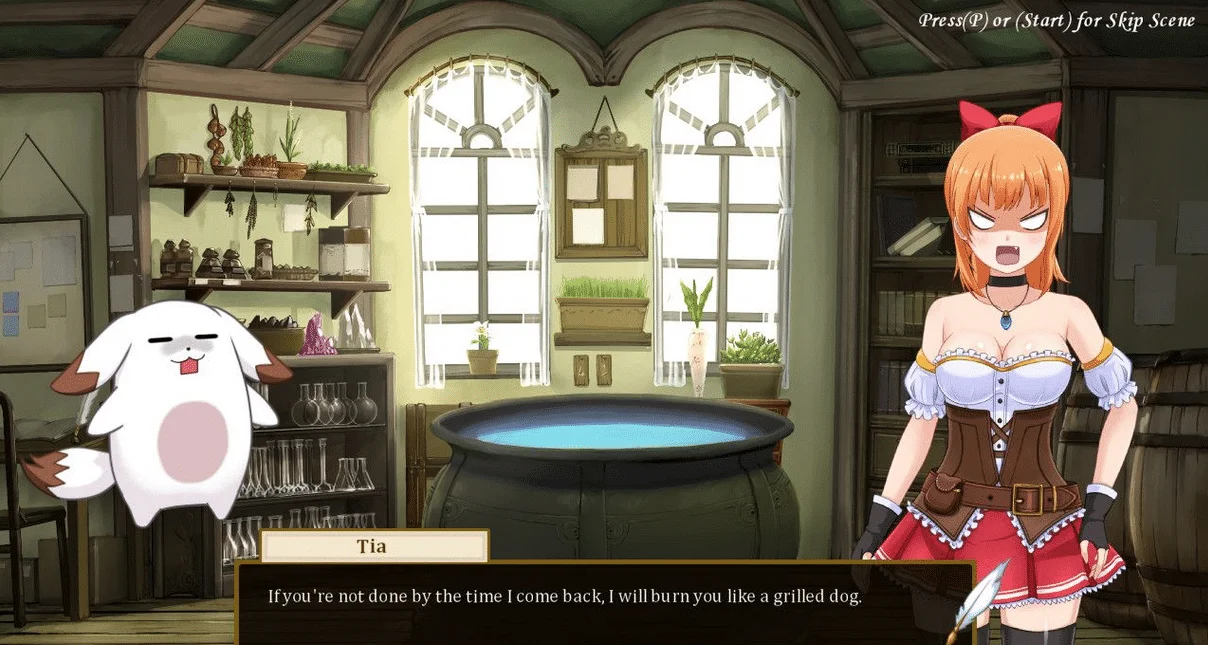 Press(P) or (Start) for Skip Scene
Tia
If you're not done by the time I come back, I will burn you like a grilled dog.